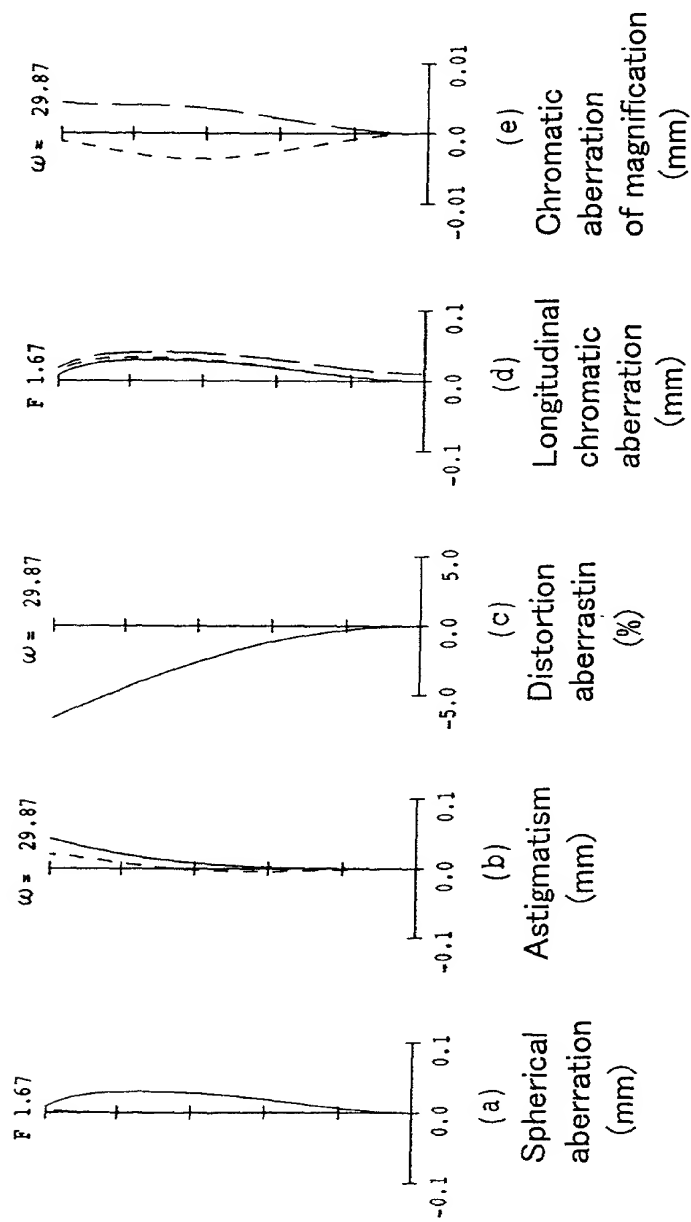 F 1.67
-0.1
0.0
0.1
(a)
Spherical
aberration
(mm)
ω= 29.87
-0.1
0.0
0.1
(b)
Astigmatism
(mm)
ω= 29.87
-5.0
0.0
5.0
(c)
Distortion
aberrastin
(%)
F 1.67
-0.1
0.0
0.1
(d)
Longitudinal
chromatic
aberration
(mm)
ω= 29.87
-0.01
0.0
0.01
(e)
Chromatic
aberration
of magnification
(mm)